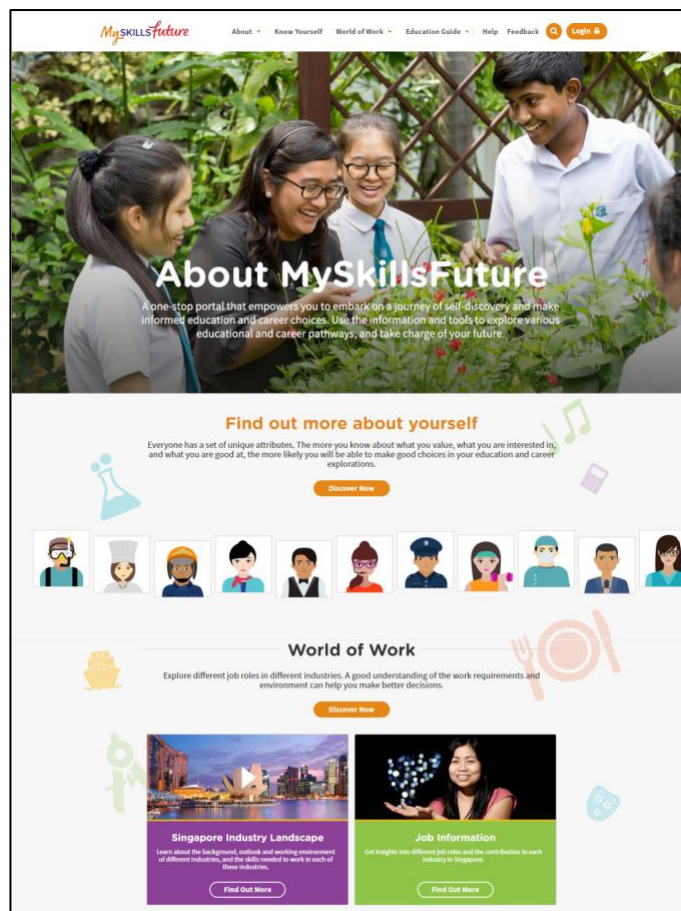 MySKILLSfuture
About Know Yourself World of Work Education Guide Help Feedback Login
About MySkillsFuture
A one-stop portal that empowers you to embark on a journey of self-discovery and make
informed education and career choices. Use the information and tools to explore various
educational and career pathways, and take charge of your future.
Find out more about yourself
Everyone has a set of unique attributes. The more you know about what you value, what you are interested in,
and what you are good at, the more likely you will be able to make good choices in your education and career
explorations.
Discover Now
World of Work
Explore different job roles in different industries. A good understanding of the work requirements and
environment can help you make better decisions.
Discover Now
Singapore Industry Landscape
Learn about the background, outlook and working environment
of different industries, and the skills needed to work in each of
these industries.
Find Out More
Job Information
Get insights into different job roles and the contribution to each
industry in Singapore.
Find Out More